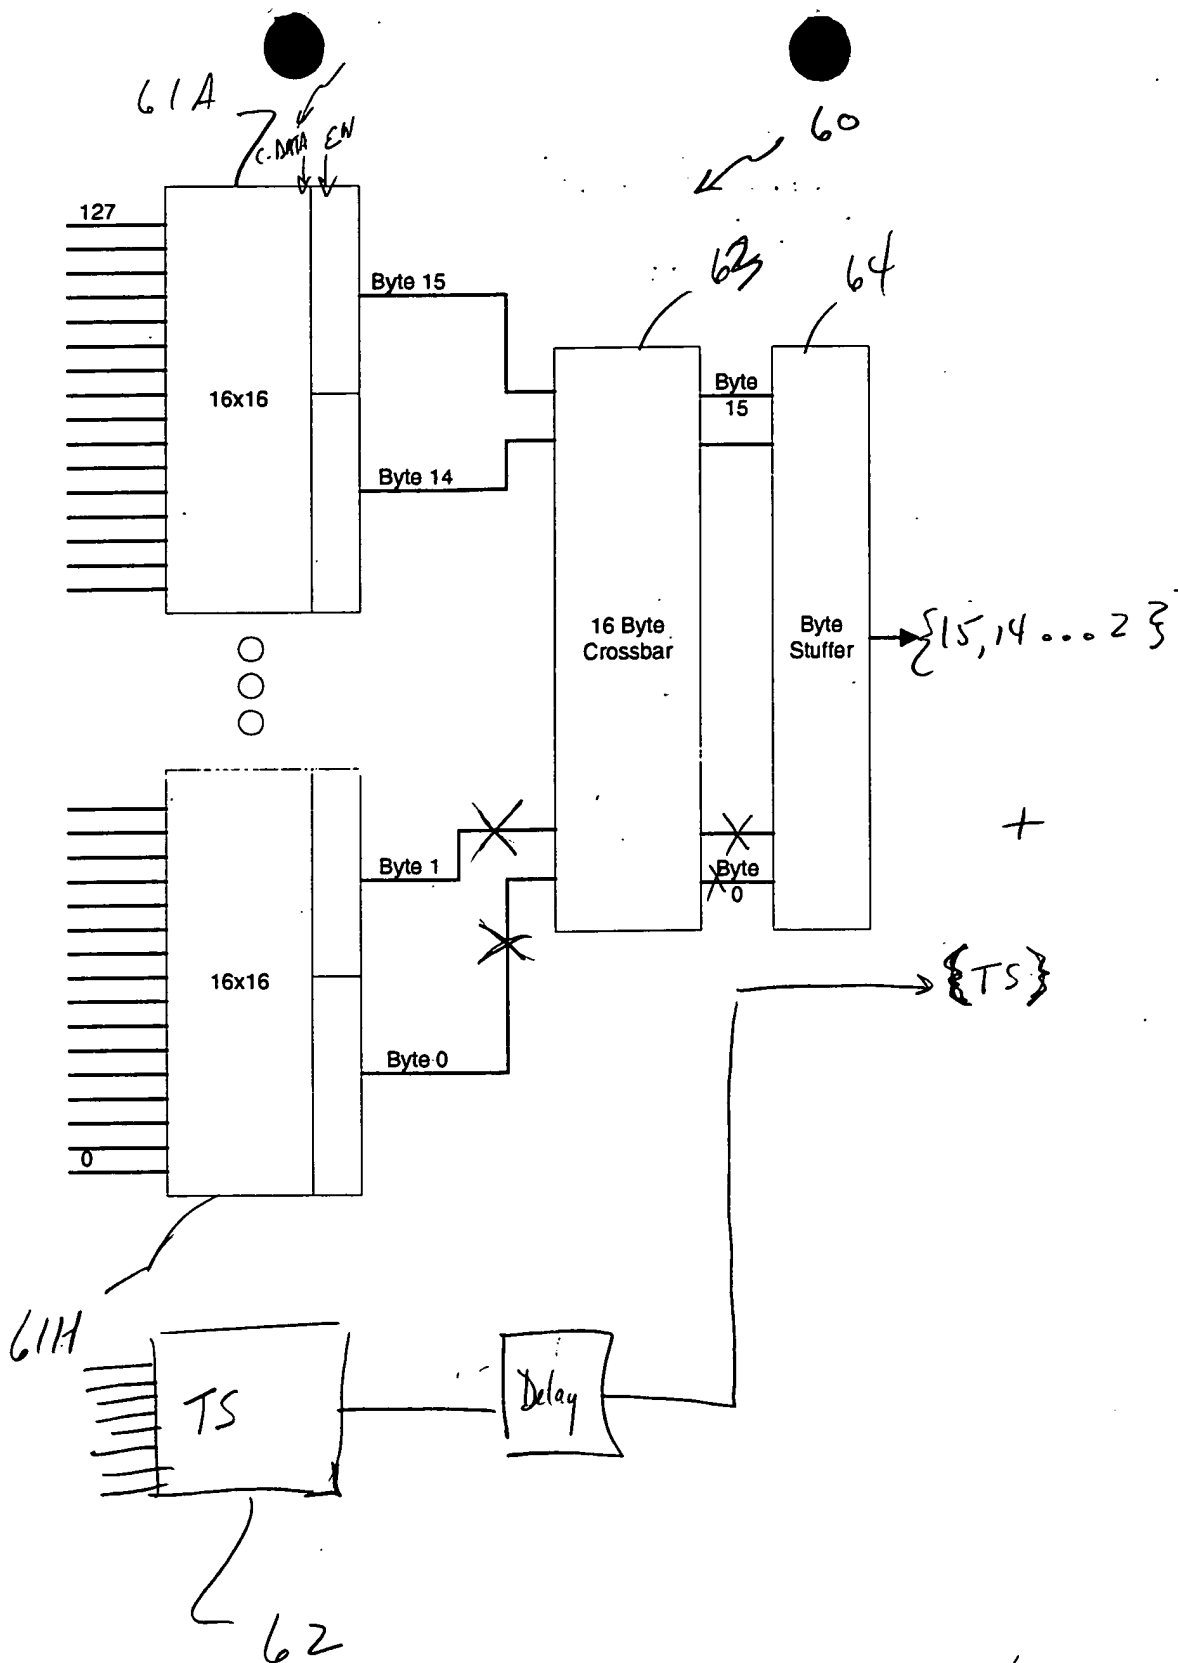 61A
C. DATA EN
60
127
63
64
Byte 15
Byte
15
16x16
Byte 14
16 Byte
Crossbar
Byte
Stuffer
{15, 14 ... 2}
+
Byte 1
Byte
0
16x16
{TS}
Byte 0
0
61H
TS
Delay
62